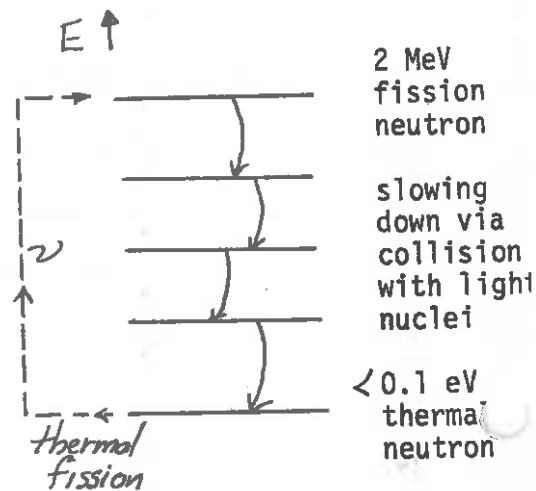 E ↑
2 MeV
fission
neutron
slowing
down via
collision
with light
nuclei
ν
<0.1 eV
thermal
neutron
thermal
fission